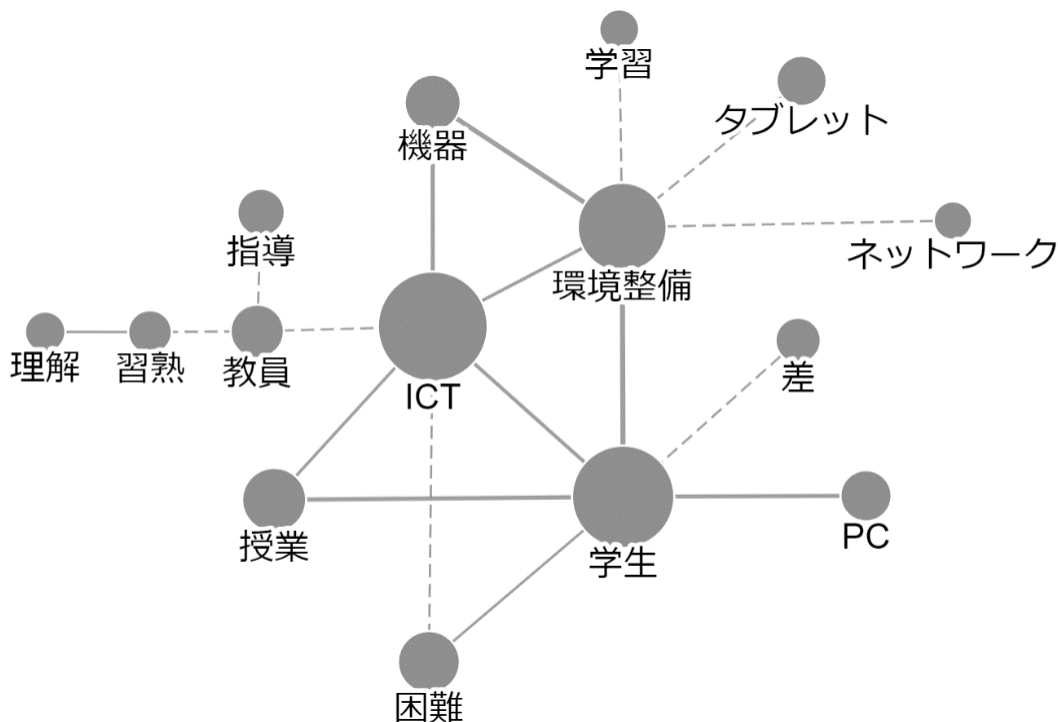 学習
タブレット
機器
指導
ネットワーク
環境整備
理解
習熟
教員
ICT
差
授業
学生
PC
困難